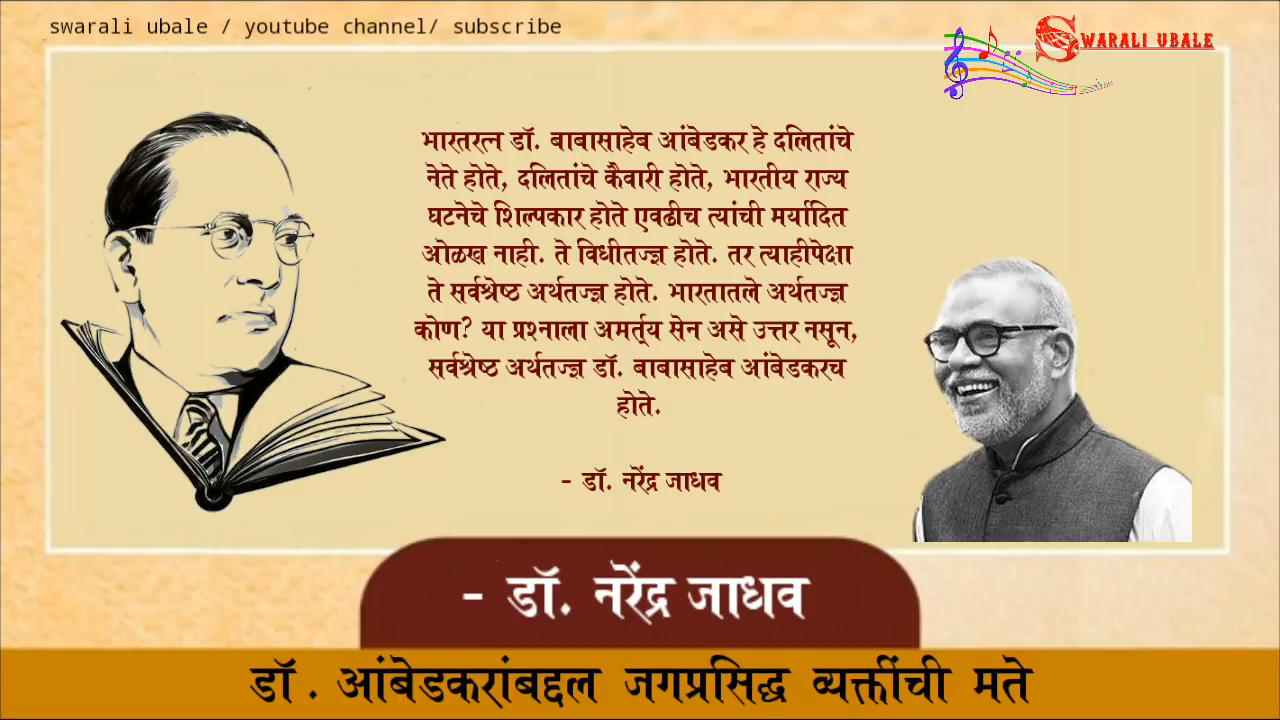 swarali ubale / youtube channel/ subscribe
SWARALI UBALE
भारतरत्न डॉ. बाबासाहेब आंबेडकर हे दलितांचे
नेते होते, दलितांचे कैवारी होते, भारतीय राज्य
घटनेचे शिल्पकार होते एवढीच त्यांची मर्यादित
ओळख नाही. ते विधीतज्ज्ञ होते. तर त्याहीपेक्षा
ते सर्वश्रेष्ठ अर्थतज्ज्ञ होते. भारतातले अर्थतज्ज्ञ
कोण? या प्रश्नाला अमर्त्य सेन असे उत्तर नसून,
सर्वश्रेष्ठ अर्थतज्ज्ञ डॉ. बाबासाहेब आंबेडकरच
होते.
- डॉ. नरेंद्र जाधव
- डॉ. नरेंद्र जाधव
डॉ. आंबेडकरांबद्दल जगप्रसिद्ध व्यक्तींची मते